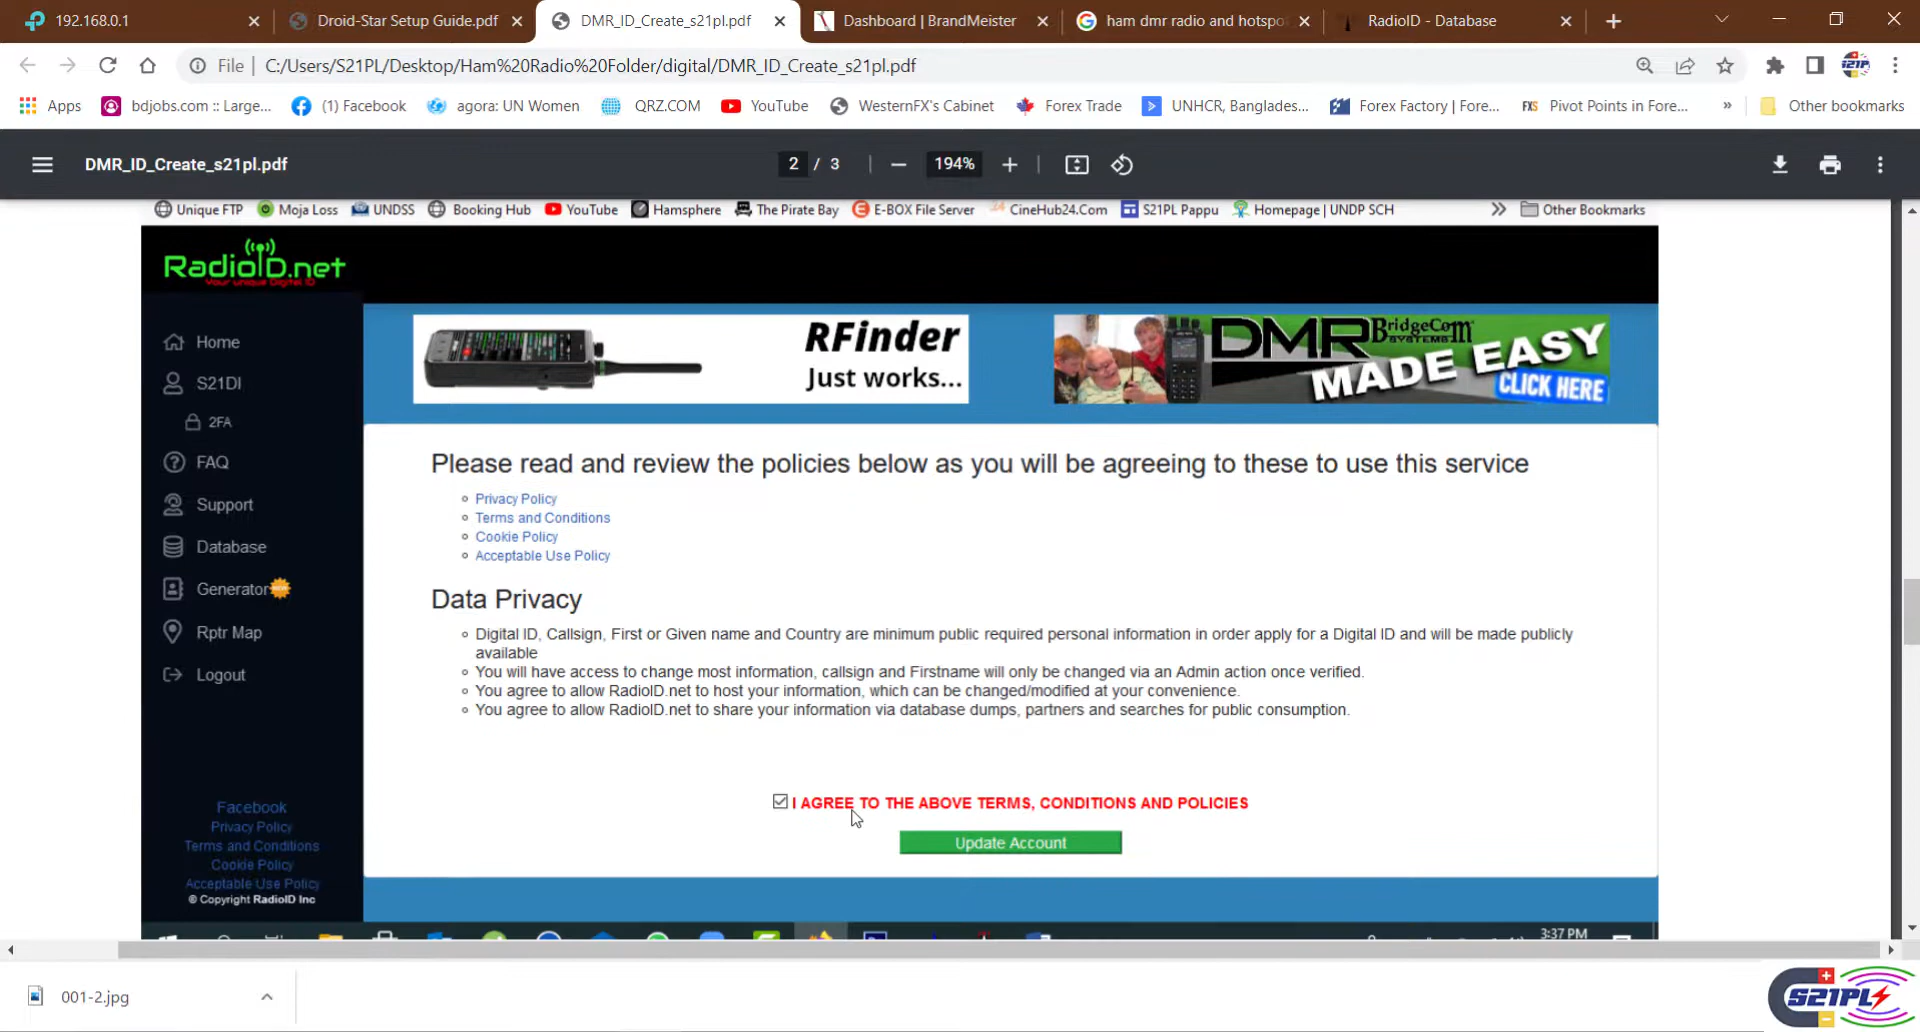 192.168.0.1
Droid-Star Setup Guide.pdf
DMR_ID_Create_s21pl.pdf
Dashboard | BrandMeister
ham dmr radio and hotspo
RadioID - Database
File
C:/Users/S21PL/Desktop/Ham%20Radio%20Folder/digital/DMR_ID_Create_s21pl.pdf
Apps
bdjobs.com :: Large...
(1) Facebook
agora: UN Women
QRZ.COM
YouTube
WesternFX's Cabinet
Forex Trade
UNHCR, Banglades...
Forex Factory | Fore...
FXS Pivot Points in Fore...
»
Other bookmarks
DMR_ID_Create_s21pl.pdf
2 / 3
194%
Unique FTP
Moja Loss
UNDSS
Booking Hub
YouTube
Hamsphere
The Pirate Bay
E-BOX File Server
CineHub24.Com
S21PL Pappu
Homepage | UNDP SCH
Other Bookmarks
RadioID.net
Your unique Digital ID
RFinder
Just works...
DMR BridgeCom
SYSTEMS
MADE EASY
CLICK HERE
Home
S21DI
2FA
FAQ
Support
Database
Generator
Rptr Map
Logout
Please read and review the policies below as you will be agreeing to these to use this service
Privacy Policy
Terms and Conditions
Cookie Policy
Acceptable Use Policy
Data Privacy
Digital ID, Callsign, First or Given name and Country are minimum public required personal information in order apply for a Digital ID and will be made publicly
available
You will have access to change most information, callsign and Firstname will only be changed via an Admin action once verified.
You agree to allow RadioID.net to host your information, which can be changed/modified at your convenience.
You agree to allow RadioID.net to share your information via database dumps, partners and searches for public consumption.
I AGREE TO THE ABOVE TERMS, CONDITIONS AND POLICIES
Update Account
Facebook
Privacy Policy
Terms and Conditions
Cookie Policy
Acceptable Use Policy
© Copyright RadioID Inc
3:37 PM
001-2.jpg
S21PL